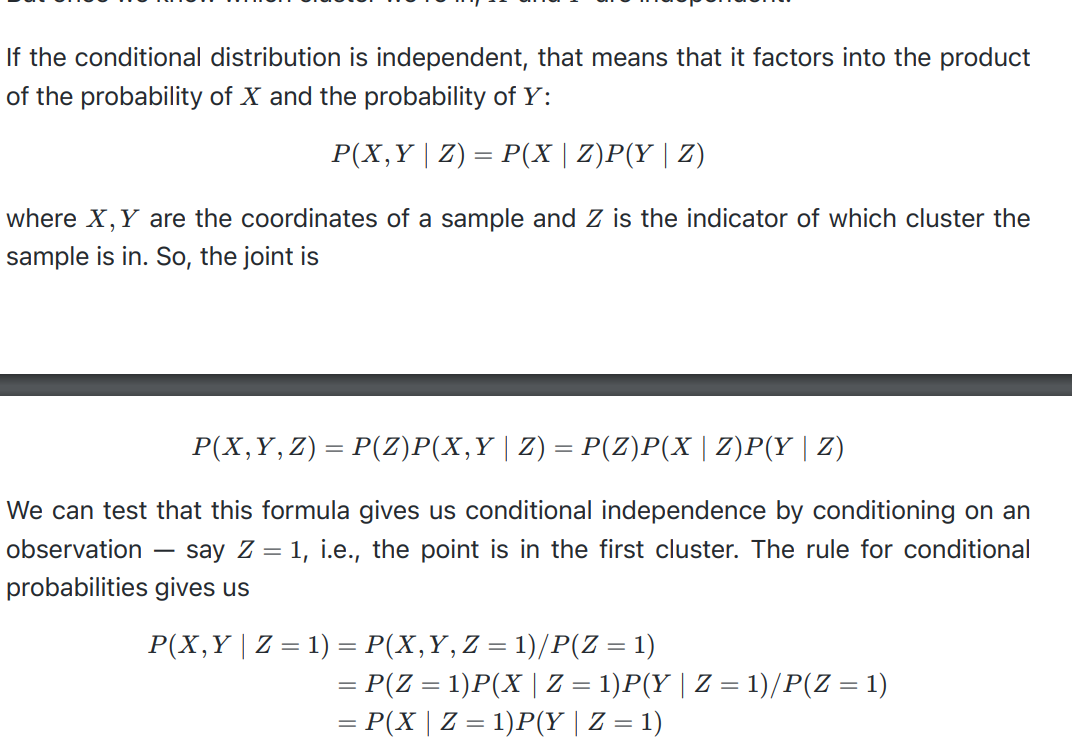 If the conditional distribution is independent, that means that it factors into the product
of the probability of X and the probability of Y:
P(X, Y | Z) = P(X | Z)P(Y | Z)
where X, Y are the coordinates of a sample and Z is the indicator of which cluster the
sample is in. So, the joint is
P(X, Y, Z) = P(Z)P(X, Y | Z) = P(Z)P(X | Z)P(Y | Z)
We can test that this formula gives us conditional independence by conditioning on an
observation — say Z = 1, i.e., the point is in the first cluster. The rule for conditional
probabilities gives us
P(X, Y | Z = 1) = P(X, Y, Z = 1)/P(Z = 1)
= P(Z = 1)P(X | Z = 1)P(Y | Z = 1)/P(Z = 1)
= P(X | Z = 1)P(Y | Z = 1)